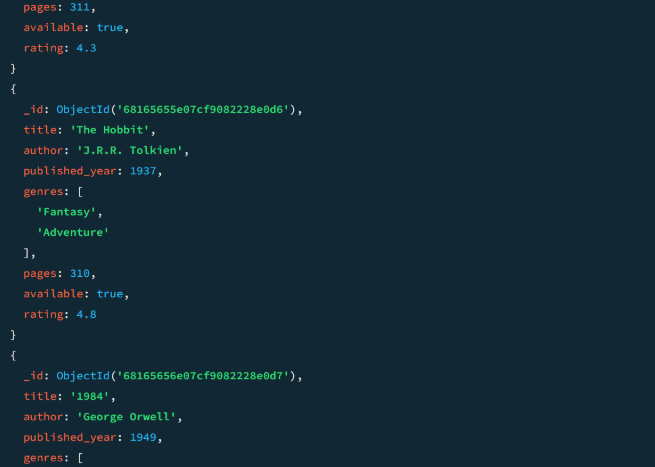 pages: 311,
available: true,
rating: 4.3
}
{
_id: ObjectId('68165655e07cf9082228e0d6'),
title: 'The Hobbit',
author: 'J.R.R. Tolkien',
published_year: 1937,
genres: [
'Fantasy',
'Adventure'
],
pages: 310,
available: true,
rating: 4.8
}
{
_id: ObjectId('68165656e07cf9082228e0d7'),
title: '1984',
author: 'George Orwell',
published_year: 1949,
genres: [